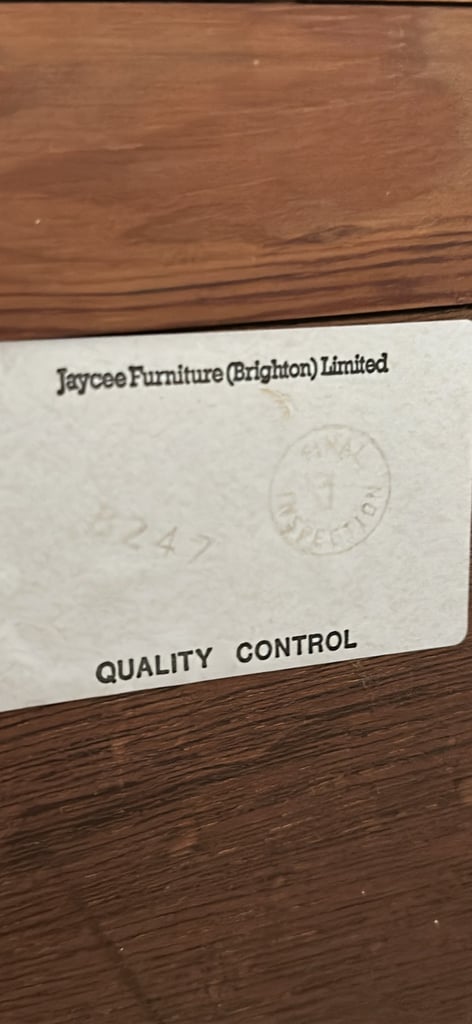 Jaycee Furniture (Brighton) Limited
FINAL
INSPECTION
8247
QUALITY CONTROL